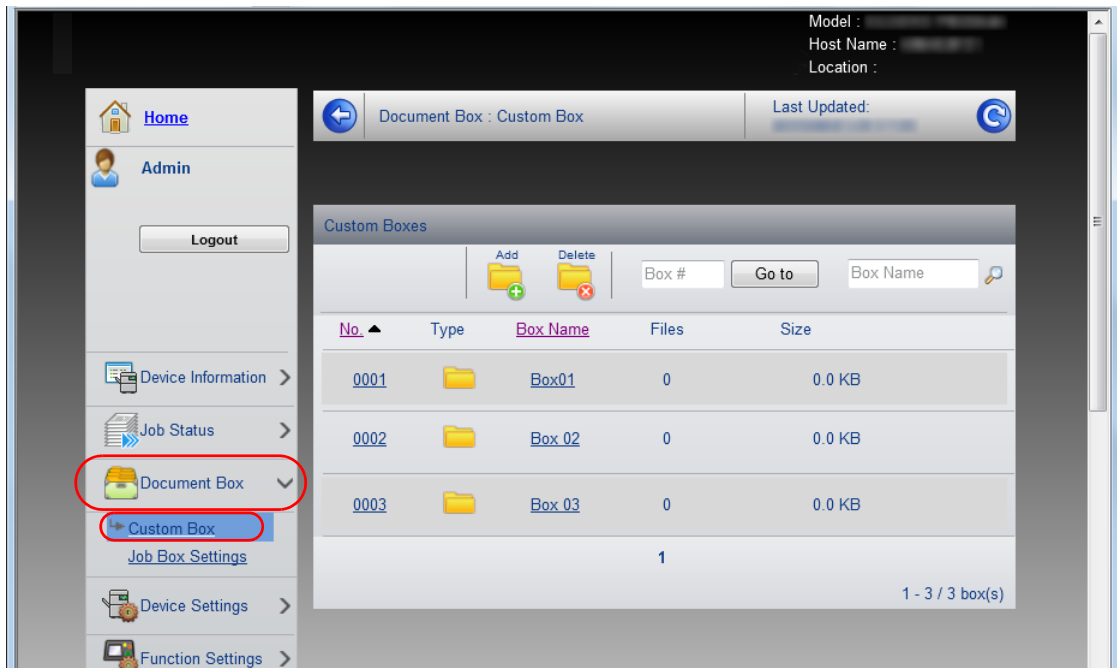 Model :
Host Name :
Location :
Home
Admin
Logout
Device Information
Job Status
Document Box
Custom Box
Job Box Settings
Device Settings
Function Settings
Document Box : Custom Box
Last Updated:
Custom Boxes
Add Delete
Box # Go to Box Name
No. Type Box Name Files Size
0001 Box01 0 0.0 KB
0002 Box 02 0 0.0 KB
0003 Box 03 0 0.0 KB
1
1 - 3 / 3 box(s)